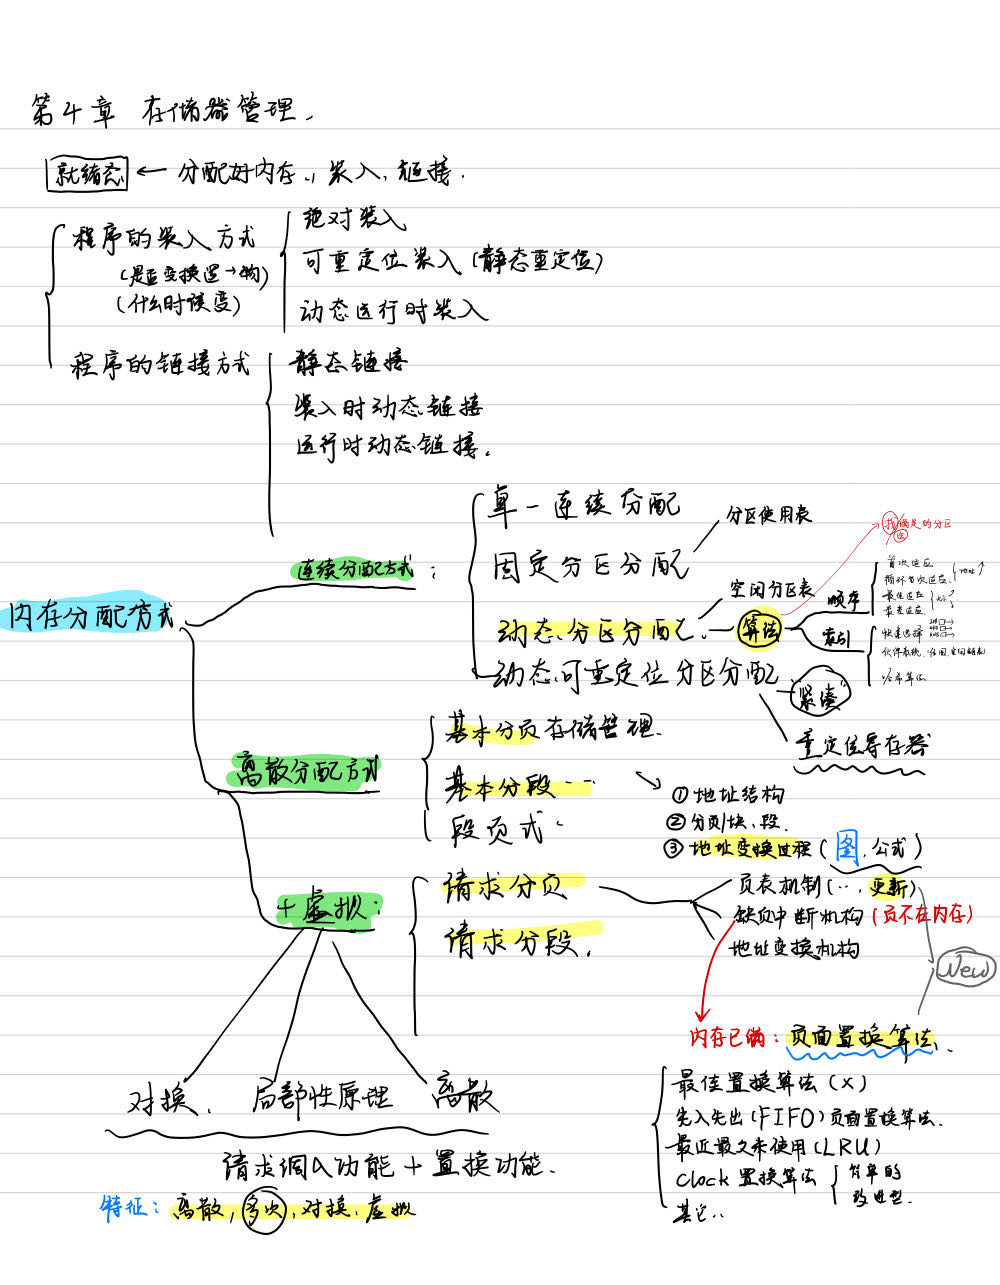 第4章 存储器管理.
就绪态 ← 分配好内存.,装入,链接.
程序的装入方式
(是否变换逻→物)
(什么时候变)
绝对装入
可重定位装入(静态重定位)
动态运行时装入
程序的链接方式
静态链接
装入时动态链接
运行时动态链接.
内存分配方式
连续分配方式:
单一连续分配
固定分区分配
分区使用表
动态分区分配.
空闲分区表
算法
找满足的分区
顺序
首次适应
循环首次适应.
地址↑
最佳适应
最坏适应.
索引
快速适应
伙伴系统.
哈希算法
动态可重定位分区分配
"紧凑"
重定位寄存器
离散分配方式
基本分页存储管理.
基本分段……
段页式.
① 地址结构
② 分页/块、段.
③ 地址变换过程(图,公式)
+虚拟:
请求分页
请求分段.
页表机制(…,更新)
缺页中断机构(页不在内存)
地址变换机构
New
内存已满:页面置换算法.
最佳置换算法(×)
先入先出(FIFO)页面置换算法.
最近最久未使用(LRU)
clock 置换算法
简单的
改进型.
其它..
对换. 局部性原理 离散
请求调入功能+置换功能.
特征:离散,多次,对换.虚拟